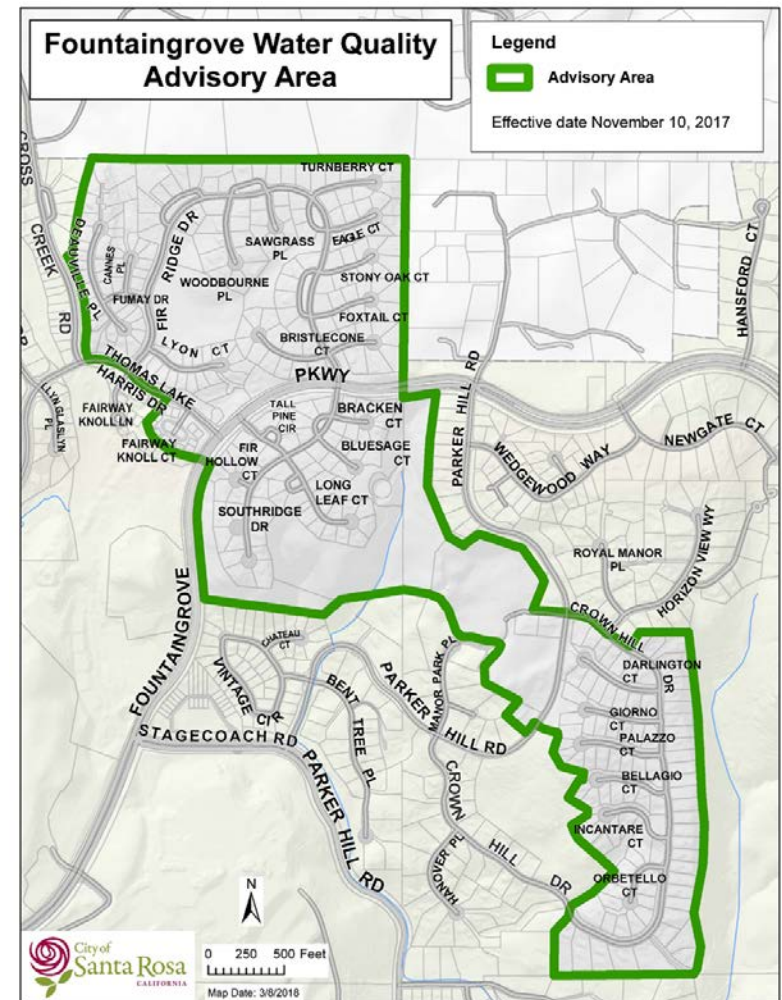 Fountaingrove Water Quality
Advisory Area
Legend
Advisory Area
Effective date November 10, 2017
CROSS
CREEK
RD
DEAUVILLE PL
CANNES
PL
FUMAY DR
FIR
RIDGE DR
TURNBERRY CT
SAWGRASS
PL
EAGLE CT
WOODBOURNE
PL
STONY OAK CT
FOXTAIL CT
LYON CT
BRISTLECONE
CT
HANSFORD CT
THOMAS LAKE
HARRIS DR
PKWY
PARKER HILL RD
LLYN GLASLYN
PL
FAIRWAY
KNOLL LN
FAIRWAY
KNOLL CT
TALL
PINE
CIR
BRACKEN
CT
BLUESAGE
CT
FIR
HOLLOW
CT
LONG
LEAF CT
SOUTHRIDGE
DR
WEDGEWOOD WAY
NEWGATE CT
ROYAL MANOR
PL
HORIZON VIEW WY
FOUNTAINGROVE
CROWN HILL
DR
CHATEAU
CT
VINTAGE CIR
BENT
TREE PL
PARKER
HILL RD
MANOR PARK PL
DARLINGTON
CT
GIORNO
CT
PALAZZO
CT
BELLAGIO
CT
INCANTARE
CT
ORBETELLO
CT
STAGECOACH RD
PARKER HILL RD
CROWN
HILL
DR
HANOVER PL
N
City of
Santa Rosa
CALIFORNIA
0 250 500 Feet
Map Date: 3/8/2018